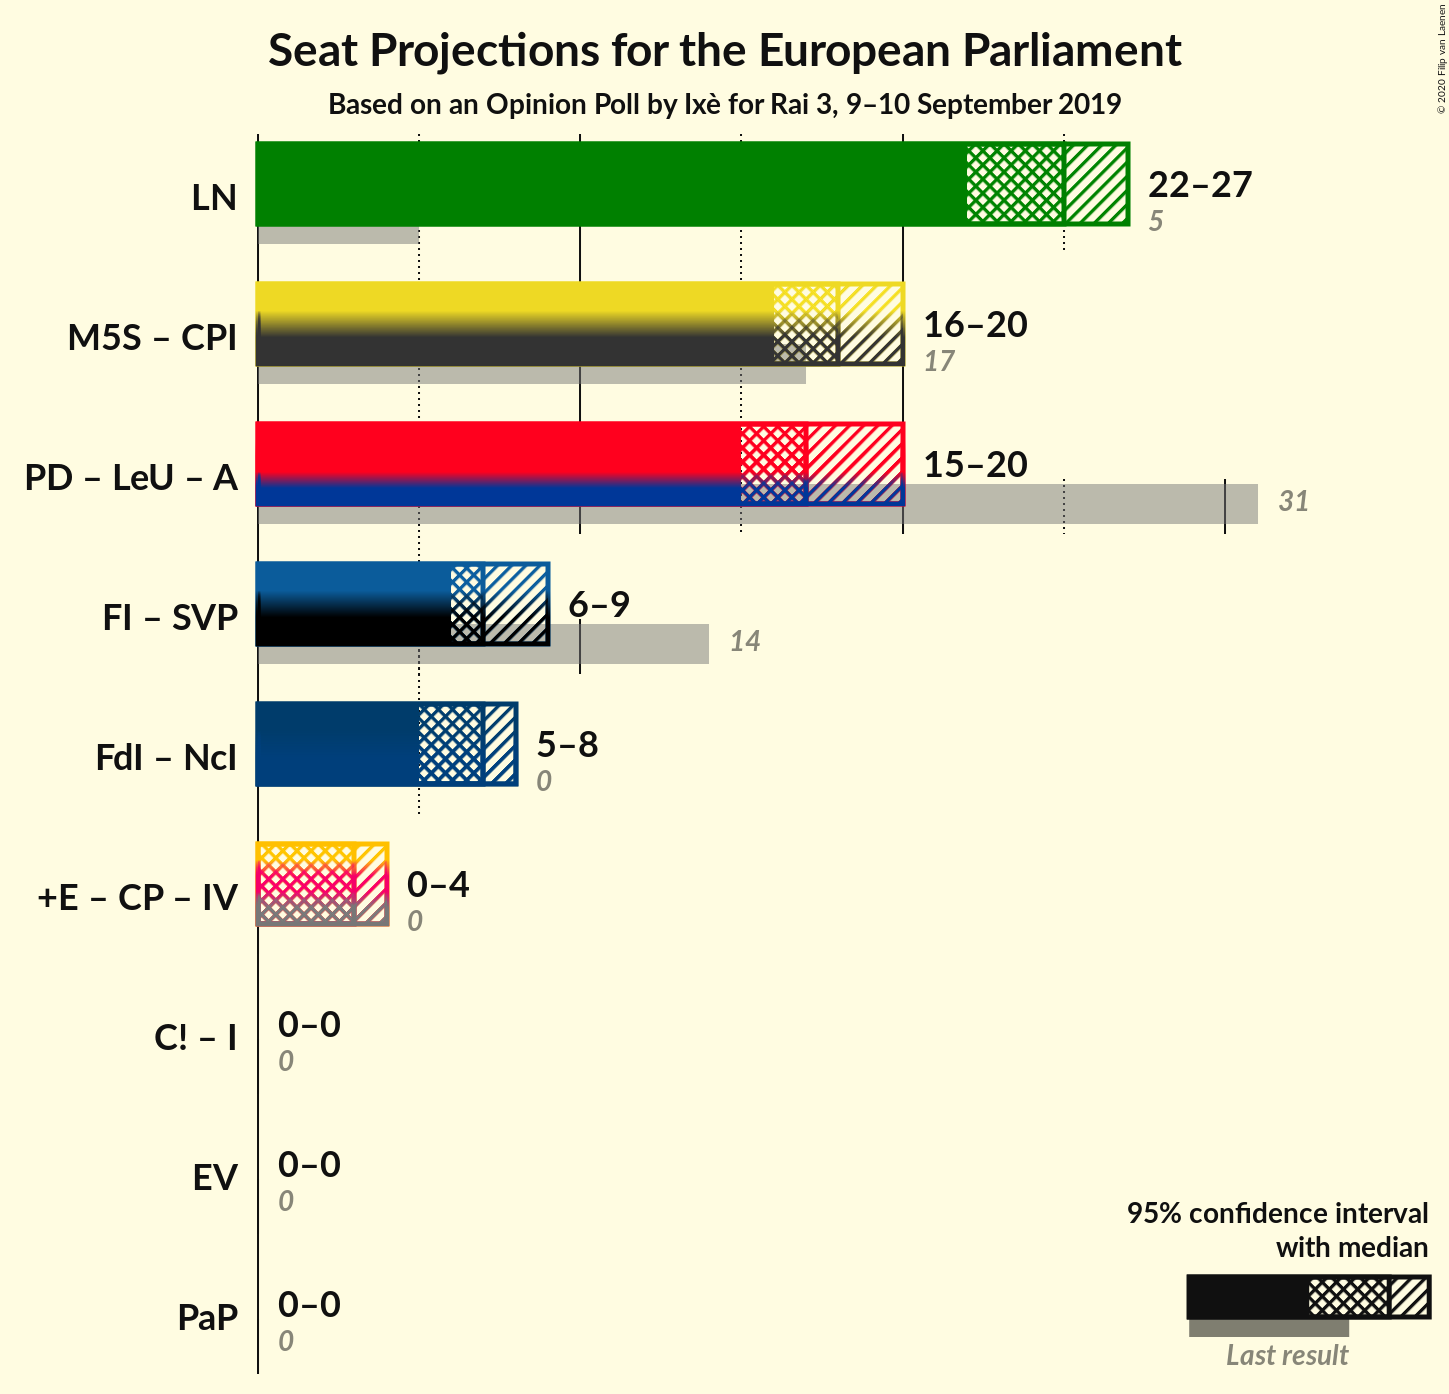 Seat Projections for the European Parliament
Based on an Opinion Poll by Ixè for Rai 3, 9–10 September 2019
© 2020 Filip van Laenen
LN
22–27
5
M5S – CPI
16–20
17
PD – LeU – A
15–20
31
FI – SVP
6–9
14
FdI – NcI
5–8
0
+E – CP – IV
0–4
0
C! – I
0–0
0
EV
0–0
0
PaP
0–0
0
95% confidence interval
with median
Last result